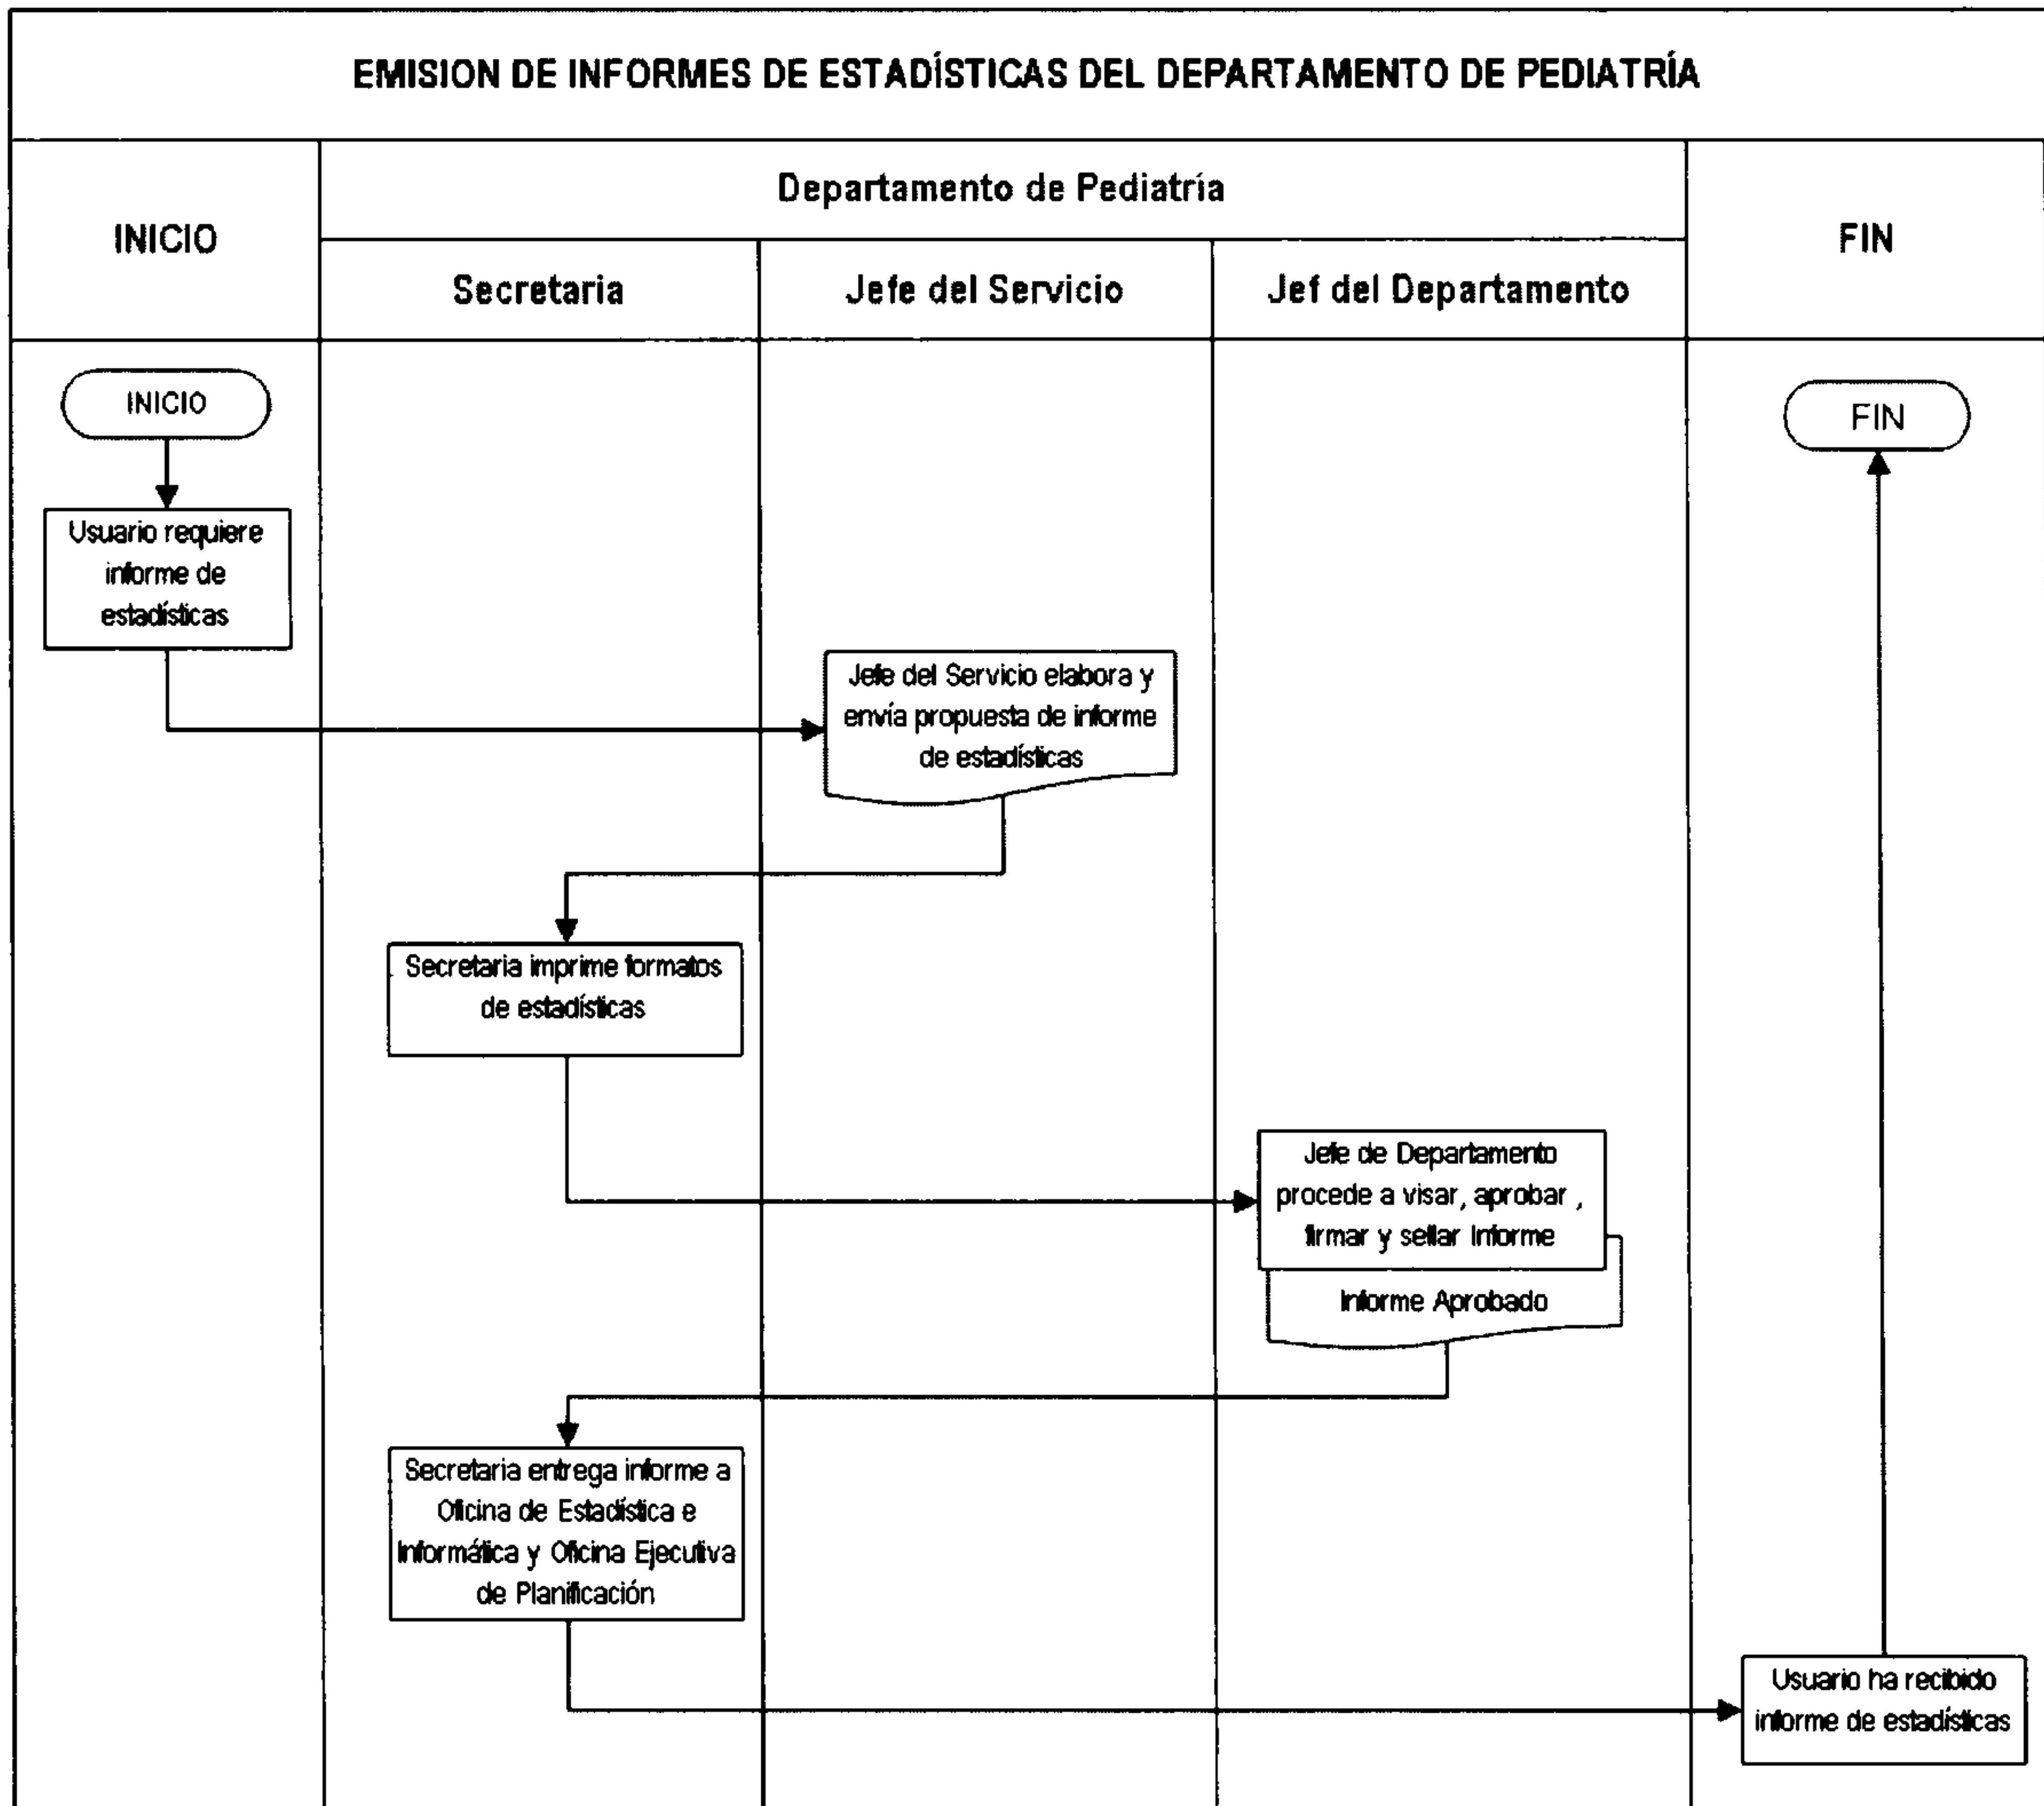 EMISION DE INFORMES DE ESTADÍSTICAS DEL DEPARTAMENTO DE PEDIATRÍA
INICIO
Departamento de Pediatría
FIN
Secretaria
Jefe del Servicio
Jef del Departamento
INICIO
FIN
Usuario requiere
informe de
estadísticas
Jefe del Servicio elabora y
envía propuesta de informe
de estadísticas
Secretaria imprime formatos
de estadísticas
Jefe de Departamento
procede a visar, aprobar ,
firmar y sellar Informe
Informe Aprobado
Secretaria entrega informe a
Oficina de Estadística e
Informática y Oficina Ejecutiva
de Planificación
Usuario ha recibido
informe de estadísticas